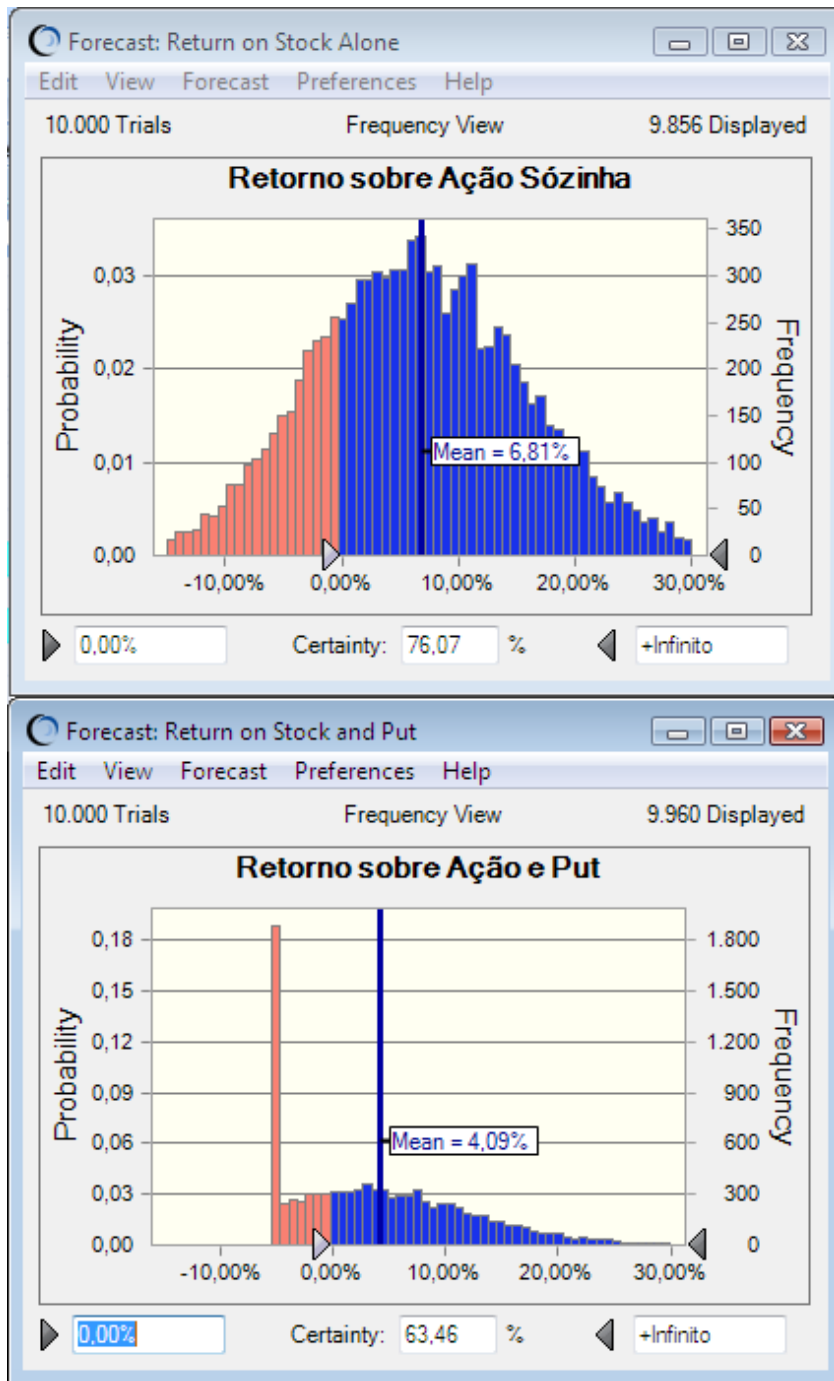 Forecast: Return on Stock Alone
Edit View Forecast Preferences Help
10.000 Trials Frequency View 9.856 Displayed
Retorno sobre Ação Sózinha
Probability
0,03
0,02
0,01
0,00
Mean = 6,81%
350
300
250
200
150
100
50
0
Frequency
-10,00% 0,00% 10,00% 20,00% 30,00%
0,00% Certainty: 76,07 % +Infinito
Forecast: Return on Stock and Put
Edit View Forecast Preferences Help
10.000 Trials Frequency View 9.960 Displayed
Retorno sobre Ação e Put
Probability
0,18
0,15
0,12
0,09
0,06
0,03
0,00
Mean = 4,09%
1.800
1.500
1.200
900
600
300
0
Frequency
-10,00% 0,00% 10,00% 20,00% 30,00%
0,00% Certainty: 63,46 % +Infinito